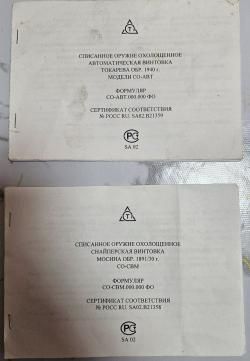 СПИСАННОЕ ОРУЖИЕ ОХОЛОЩЕННОЕ
АВТОМАТИЧЕСКАЯ ВИНТОВКА
ТОКАРЕВА ОБР. 1940 г.
МОДЕЛИ СО-АВТ
ФОРМУЛЯР
СО-АВТ.000.000 ФО
СЕРТИФИКАТ СООТВЕТСТВИЯ
№ РОСС RU. SA02.B21359
SA 02
СПИСАННОЕ ОРУЖИЕ ОХОЛОЩЕННОЕ
СНАЙПЕРСКАЯ ВИНТОВКА
МОСИНА ОБР. 1891/30 г.
СО-СВМ
ФОРМУЛЯР
СО-СВМ.000.000 ФО
СЕРТИФИКАТ СООТВЕТСТВИЯ
№ РОСС RU. SA02.B21358
SA 02